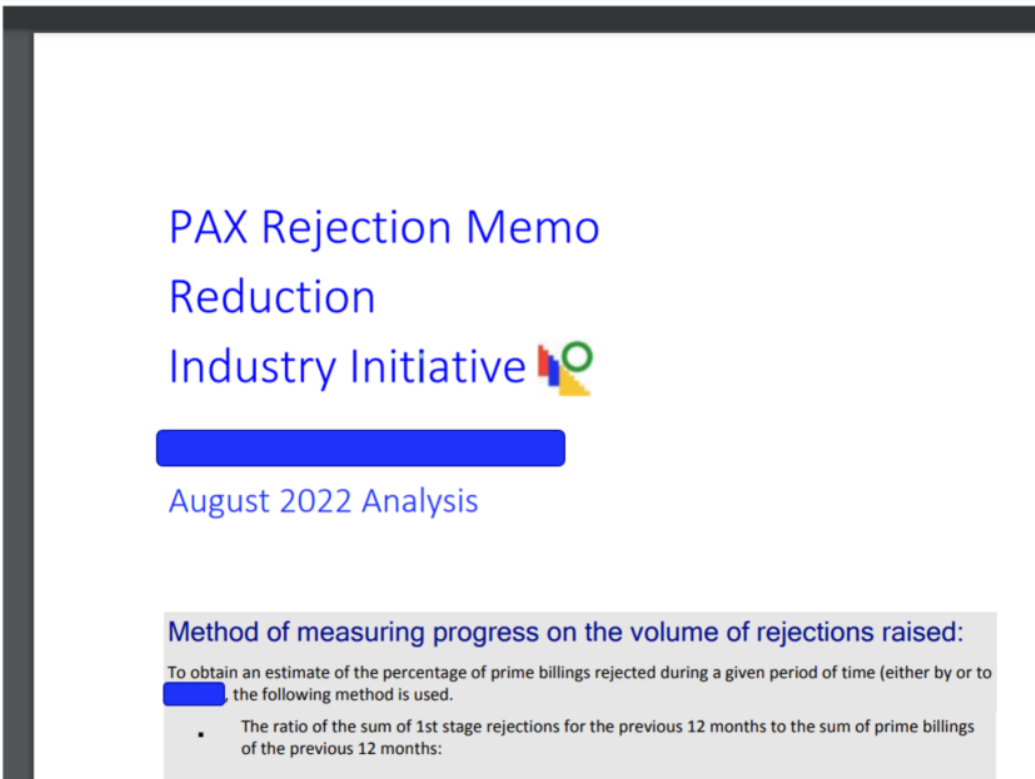 PAX Rejection Memo
Reduction
Industry Initiative
August 2022 Analysis
Method of measuring progress on the volume of rejections raised:
To obtain an estimate of the percentage of prime billings rejected during a given period of time (either by or to
, the following method is used.
▪ The ratio of the sum of 1st stage rejections for the previous 12 months to the sum of prime billings
of the previous 12 months: